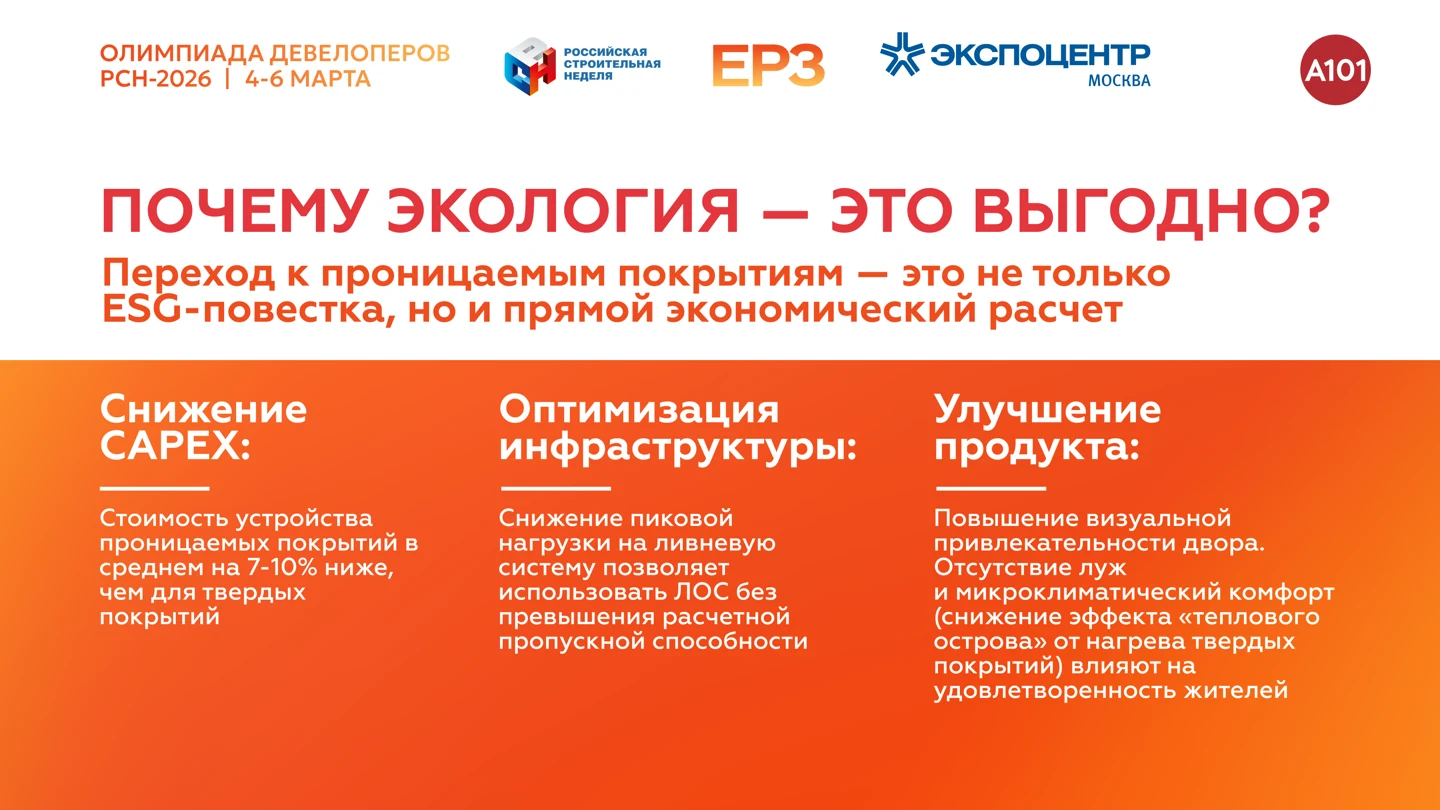 ОЛИМПИАДА ДЕВЕЛОПЕРОВ
РСН-2026 | 4-6 МАРТА
РОССИЙСКАЯ
СТРОИТЕЛЬНАЯ
НЕДЕЛЯ
ЕРЗ
ЭКСПОЦЕНТР
МОСКВА
А101
ПОЧЕМУ ЭКОЛОГИЯ — ЭТО ВЫГОДНО?
Переход к проницаемым покрытиям — это не только
ESG-повестка, но и прямой экономический расчет
Снижение
CAPEX:
Стоимость устройства
проницаемых покрытий в
среднем на 7-10% ниже,
чем для твердых
покрытий
Оптимизация
инфраструктуры:
Снижение пиковой
нагрузки на ливневую
систему позволяет
использовать ЛОС без
превышения расчетной
пропускной способности
Улучшение
продукта:
Повышение визуальной
привлекательности двора.
Отсутствие луж
и микроклиматический комфорт
(снижение эффекта «теплового
острова» от нагрева твердых
покрытий) влияют на
удовлетворенность жителей